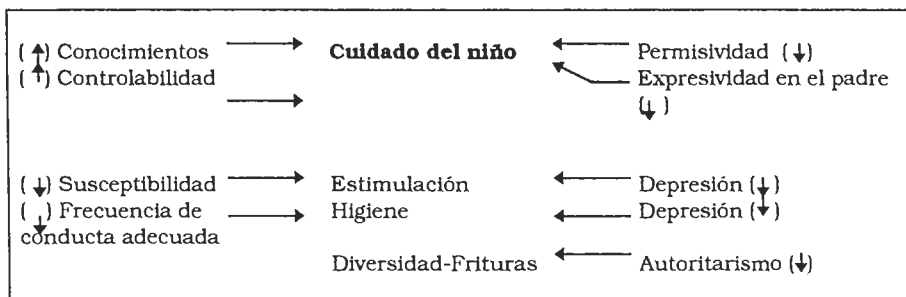 (↑) Conocimientos → Cuidado del niño ← Permisividad (↓)
(↑) Controlabilidad → ← Expresividad en el padre
(↓)
(↓) Susceptibilidad → Estimulación ← Depresión (↓)
(↓) Frecuencia de → Higiene ← Depresión (↓)
conducta adecuada
Diversidad-Frituras ← Autoritarismo (↓)